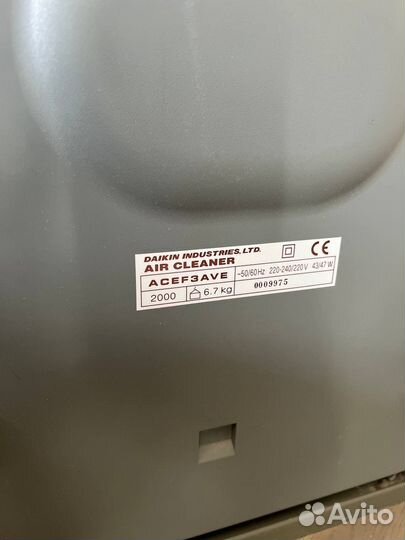 DAIKIN INDUSTRIES, LTD.
AIR CLEANER
CE
ACEF3AVE
~50/60Hz 220-240/220V 43/47 W
2000 6.7 kg
0009975
Avito